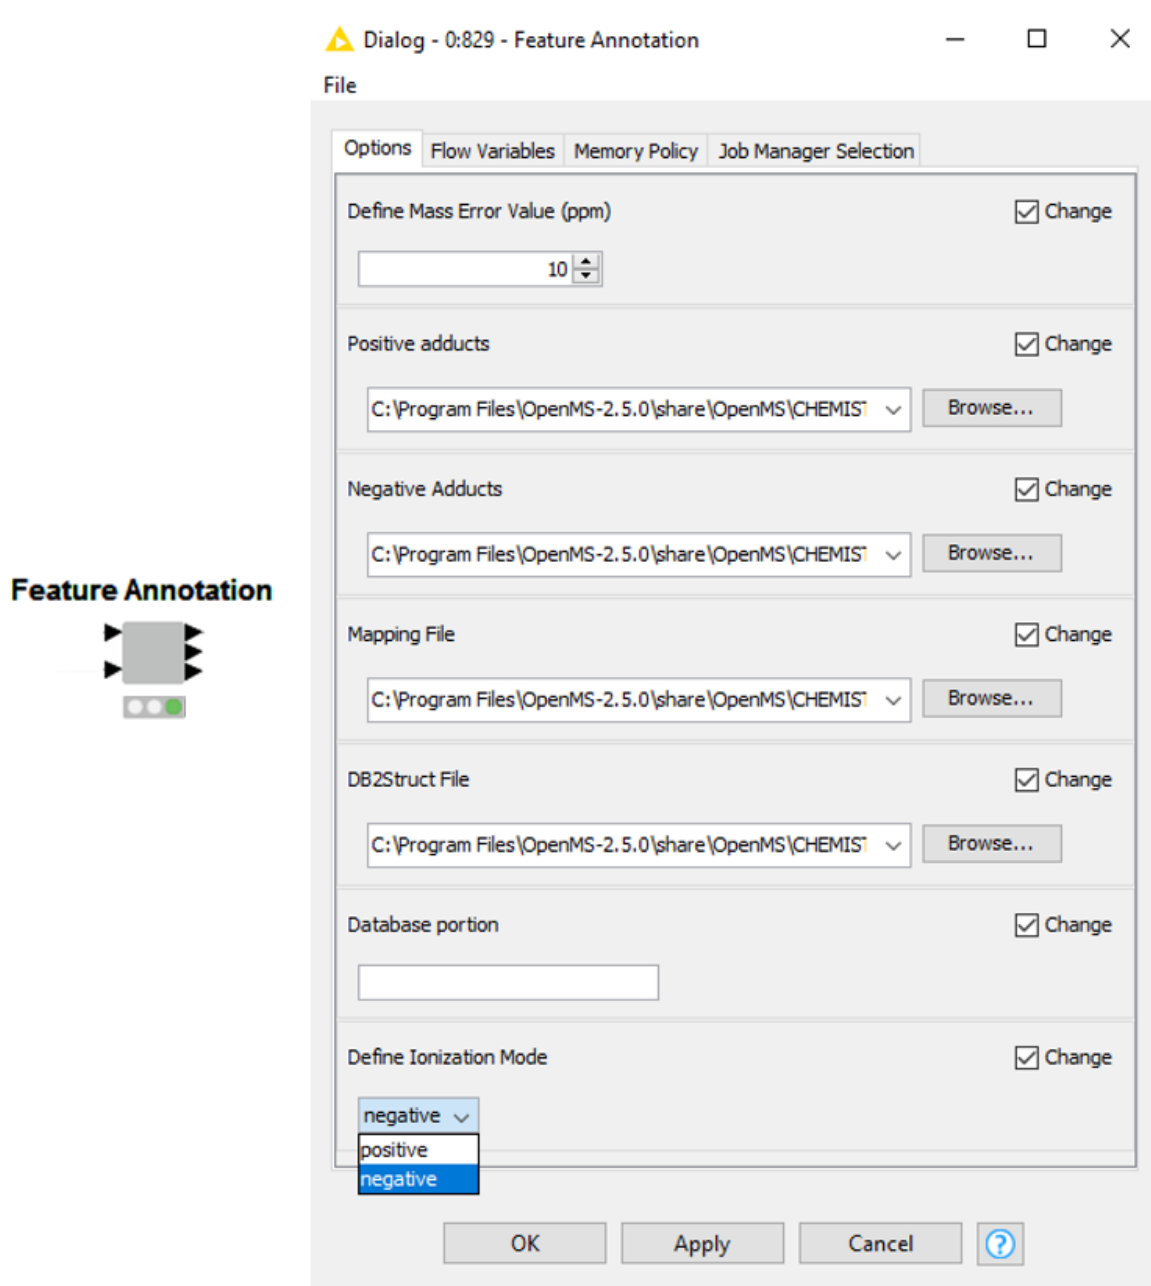 Dialog - 0:829 - Feature Annotation
File
Options Flow Variables Memory Policy Job Manager Selection
Define Mass Error Value (ppm) Change
10
Positive adducts Change
C:\Program Files\OpenMS-2.5.0\share\OpenMS\CHEMIST Browse...
Negative Adducts Change
C:\Program Files\OpenMS-2.5.0\share\OpenMS\CHEMIST Browse...
Feature Annotation
Mapping File Change
C:\Program Files\OpenMS-2.5.0\share\OpenMS\CHEMIST Browse...
DB2Struct File Change
C:\Program Files\OpenMS-2.5.0\share\OpenMS\CHEMIST Browse...
Database portion Change
Define Ionization Mode Change
negative
positive
negative
OK Apply Cancel ?